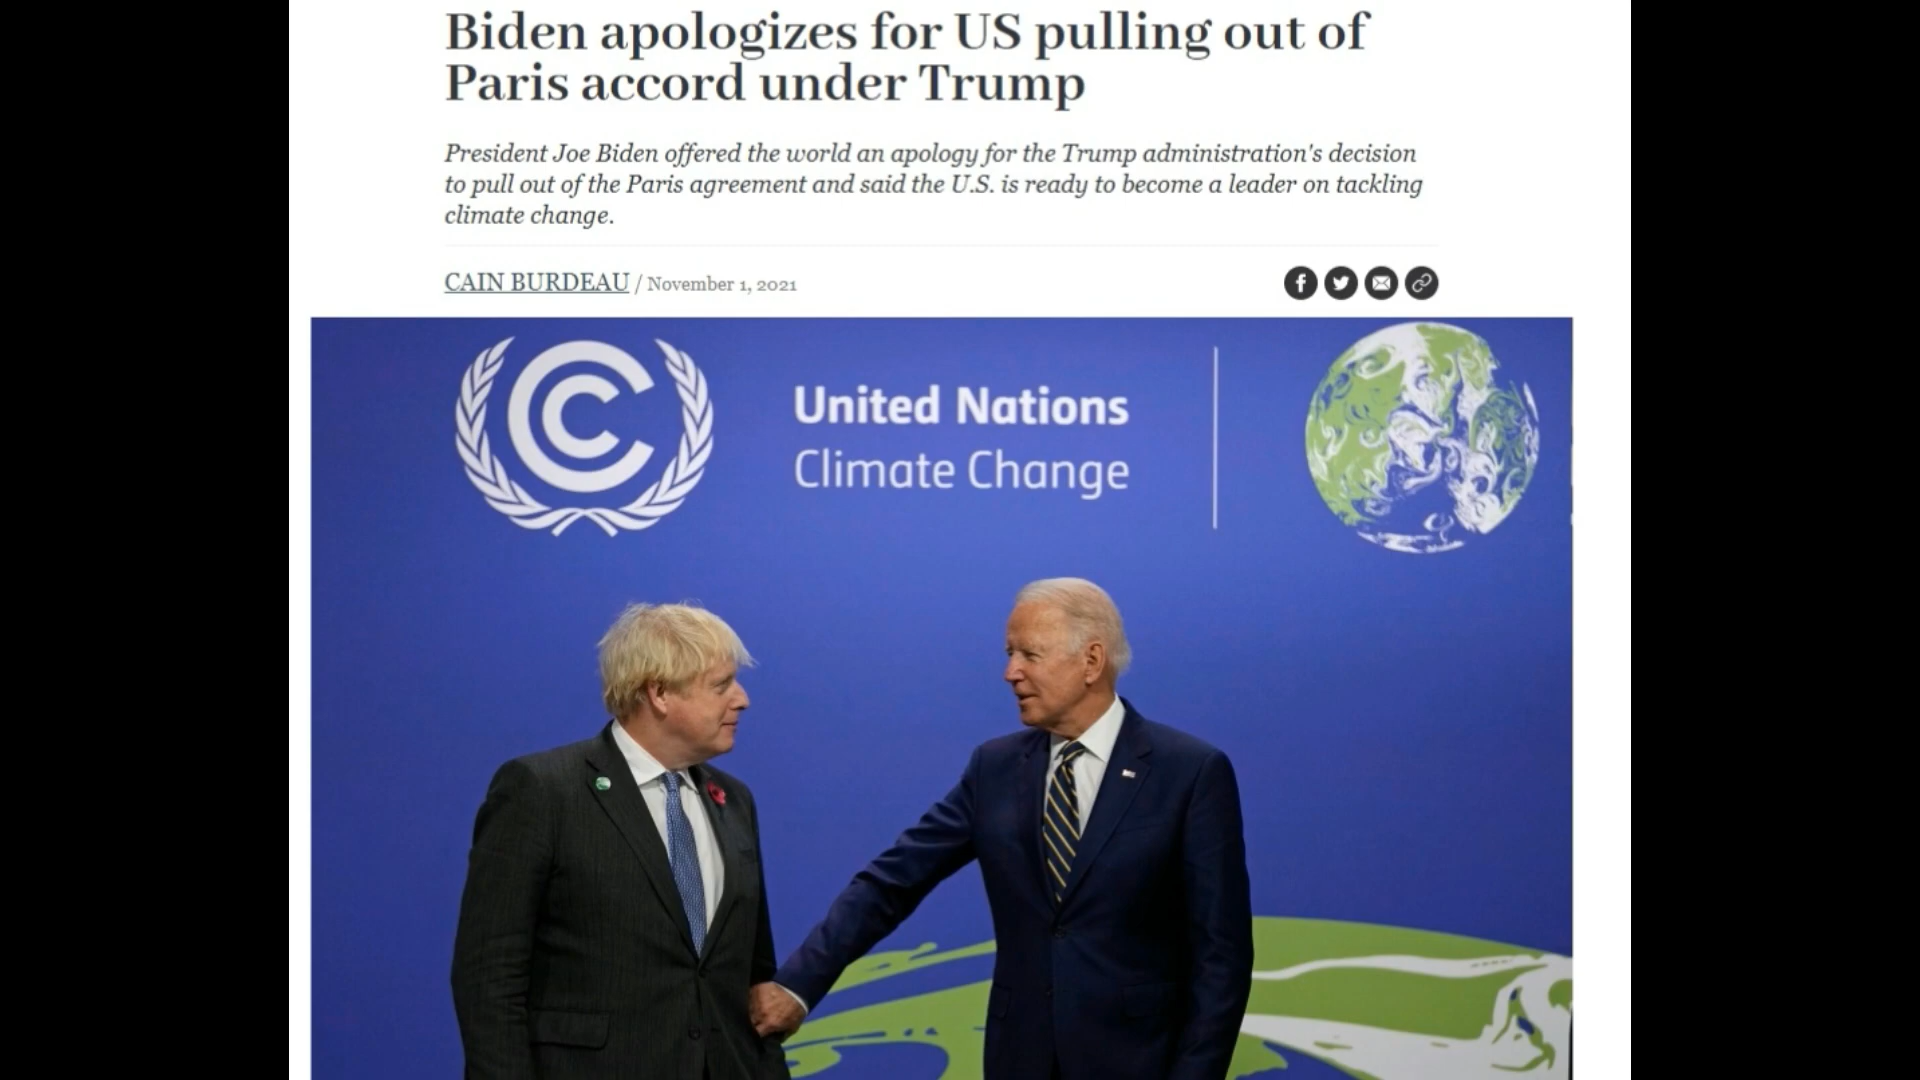 Biden apologizes for US pulling out of
Paris accord under Trump
President Joe Biden offered the world an apology for the Trump administration's decision
to pull out of the Paris agreement and said the U.S. is ready to become a leader on tackling
climate change.
CAIN BURDEAU / November 1, 2021
United Nations
Climate Change